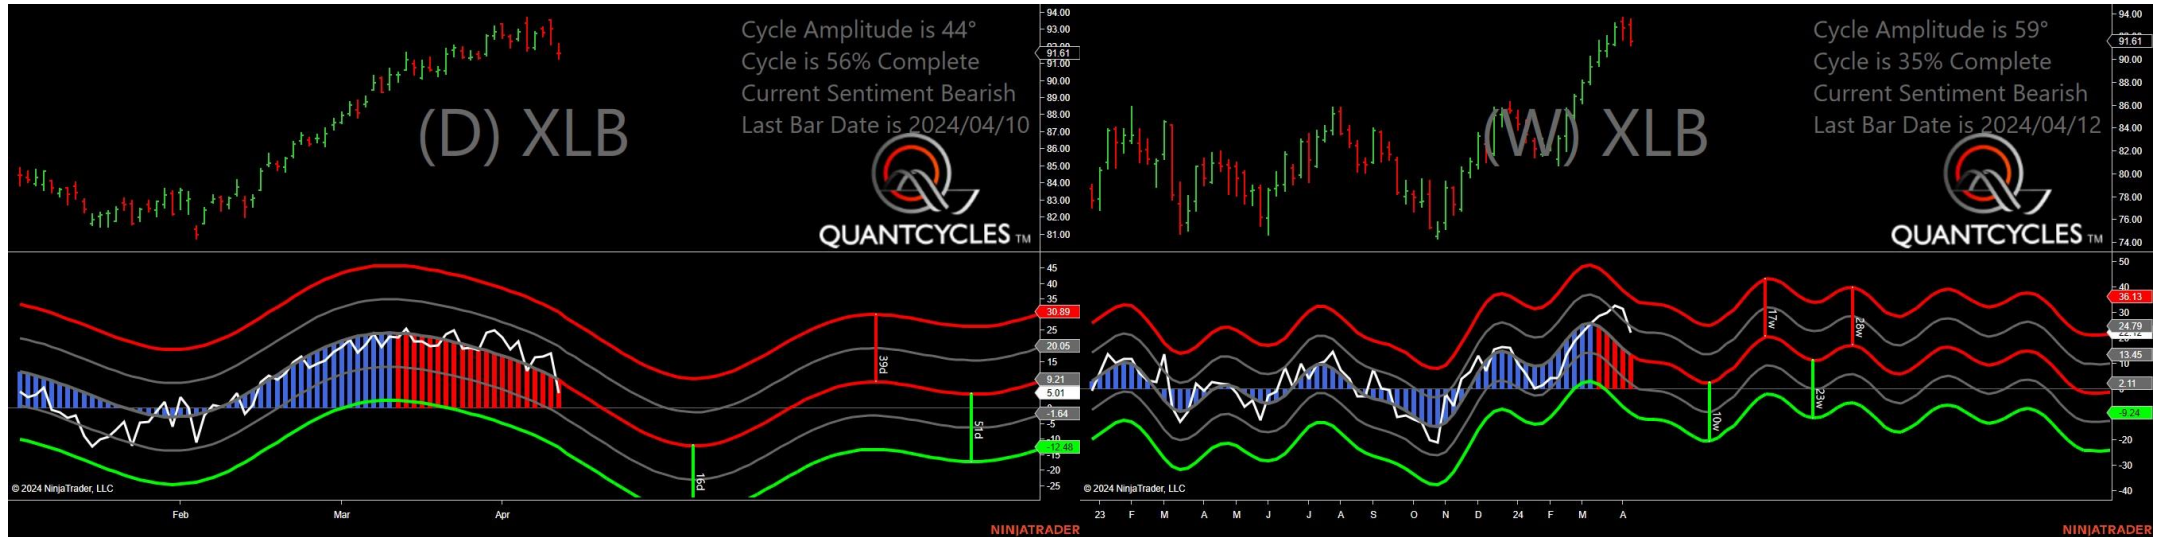 Cycle Amplitude is 44°
Cycle is 56% Complete
Current Sentiment Bearish
Last Bar Date is 2024/04/10
(D) XLB
QUANTCYCLES TM
94.00
93.00
91.61
91.00
90.00
89.00
88.00
87.00
86.00
85.00
84.00
83.00
82.00
81.00
45
40
35
30.89
25
20.05
15
9.21
5.01
-1.64
-5
-10
-12.48
-15
-20
-25
39d
51d
16d
© 2024 NinjaTrader, LLC
Feb Mar Apr
NINJATRADER
Cycle Amplitude is 59°
Cycle is 35% Complete
Current Sentiment Bearish
Last Bar Date is 2024/04/12
(W) XLB
QUANTCYCLES TM
94.00
91.61
90.00
88.00
86.00
84.00
82.00
80.00
78.00
76.00
74.00
50
40
36.13
30
24.79
13.45
10
2.11
-9.24
-20
-30
-40
17w
28w
10w
23w
© 2024 NinjaTrader, LLC
23 F M A M J J A S O N D 24 F M A
NINJATRADER